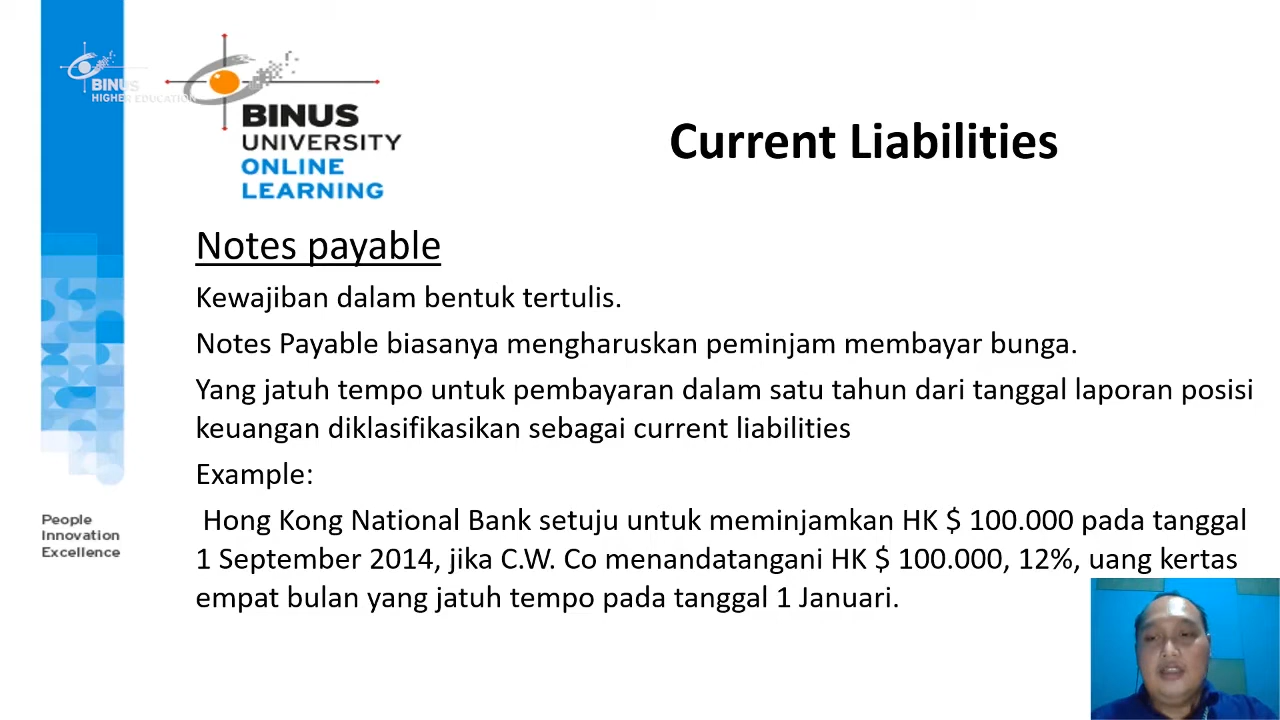 BINUS
HIGHER EDUCATION
BINUS
UNIVERSITY
ONLINE
LEARNING
Current Liabilities
Notes payable
Kewajiban dalam bentuk tertulis.
Notes Payable biasanya mengharuskan peminjam membayar bunga.
Yang jatuh tempo untuk pembayaran dalam satu tahun dari tanggal laporan posisi
keuangan diklasifikasikan sebagai current liabilities
Example:
Hong Kong National Bank setuju untuk meminjamkan HK $ 100.000 pada tanggal
1 September 2014, jika C.W. Co menandatangani HK $ 100.000, 12%, uang kertas
empat bulan yang jatuh tempo pada tanggal 1 Januari.
People
Innovation
Excellence